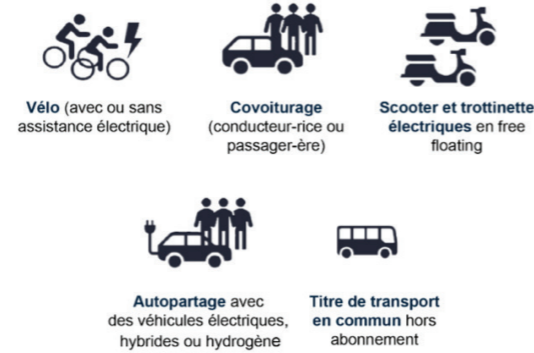 Vélo (avec ou sans
assistance électrique)
Covoiturage
(conducteur-rice ou
passager-ère)
Scooter et trottinette
électriques en free
floating
Autopartage avec
des véhicules électriques,
hybrides ou hydrogène
Titre de transport
en commun hors
abonnement